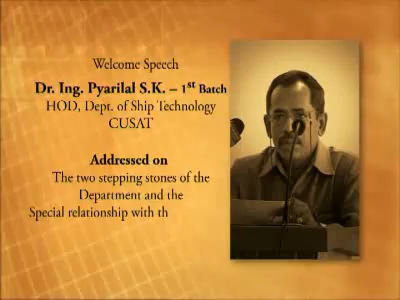 Welcome Speech
Dr. Ing. Pyarilal S.K. – 1st Batch
HOD, Dept. of Ship Technology
CUSAT
Addressed on
The two stepping stones of the
Department and the
Special relationship with th